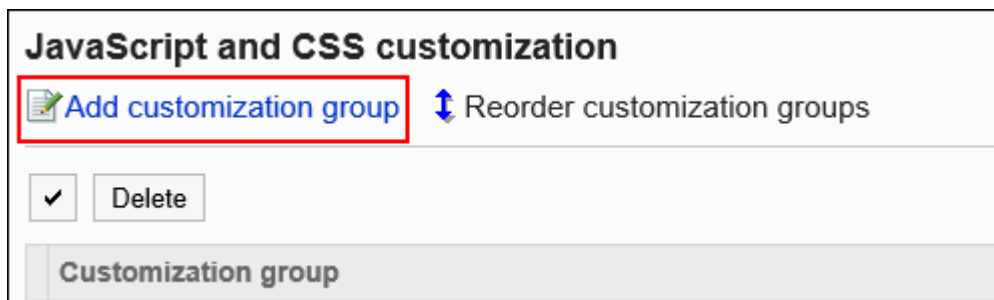 JavaScript and CSS customization
Add customization group Reorder customization groups
Delete
Customization group